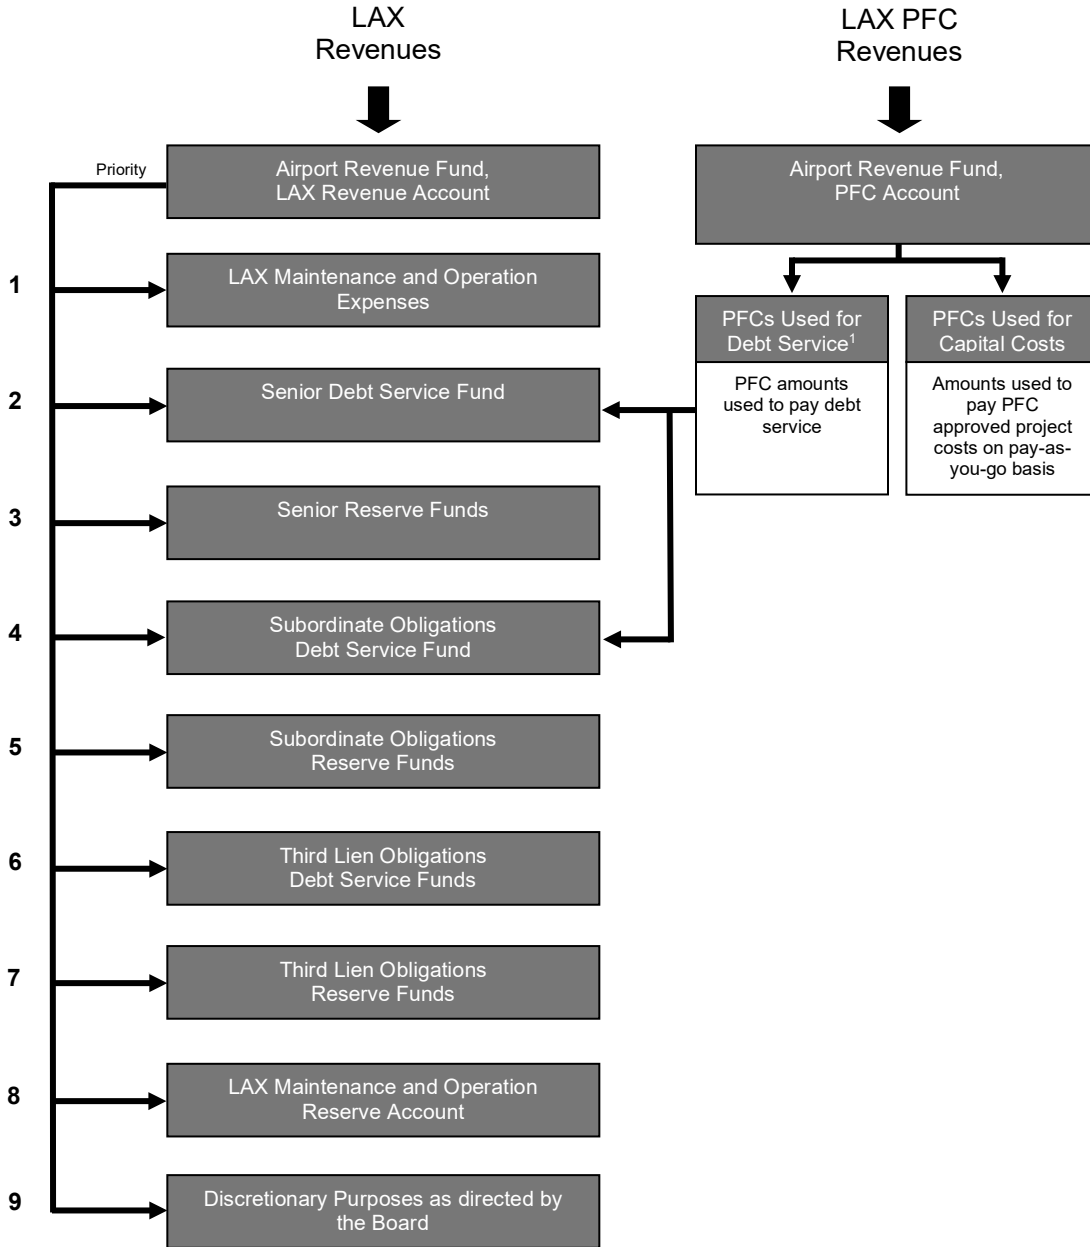 LAX
Revenues
LAX PFC
Revenues
Priority
Airport Revenue Fund,
LAX Revenue Account
Airport Revenue Fund,
PFC Account
1
LAX Maintenance and Operation
Expenses
PFCs Used for
Debt Service¹
PFC amounts
used to pay debt
service
PFCs Used for
Capital Costs
Amounts used to
pay PFC
approved project
costs on pay-as-
you-go basis
2
Senior Debt Service Fund
3
Senior Reserve Funds
4
Subordinate Obligations
Debt Service Fund
5
Subordinate Obligations
Reserve Funds
6
Third Lien Obligations
Debt Service Funds
7
Third Lien Obligations
Reserve Funds
8
LAX Maintenance and Operation
Reserve Account
9
Discretionary Purposes as directed by
the Board